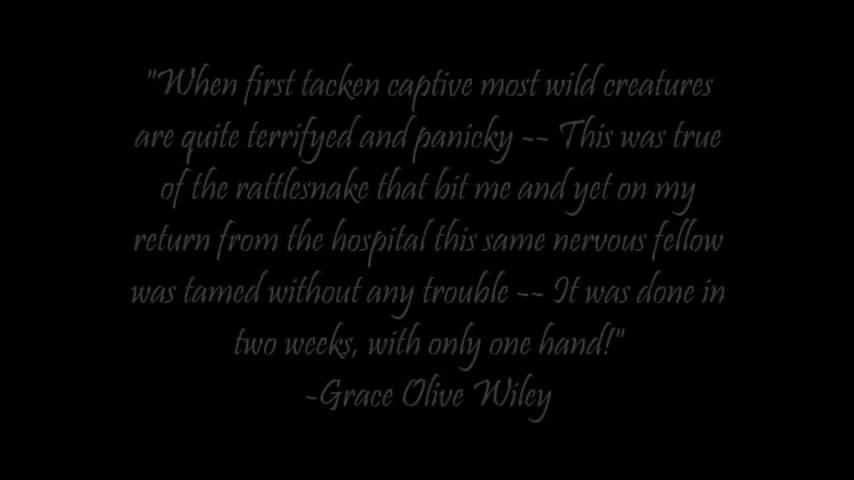 "When first tacken captive most wild creatures
are quite terrifyed and panicky -- This was true
of the rattlesnake that bit me and yet on my
return from the hospital this same nervous fellow
was tamed without any trouble -- It was done in
two weeks, with only one hand!"
-Grace Olive Wiley